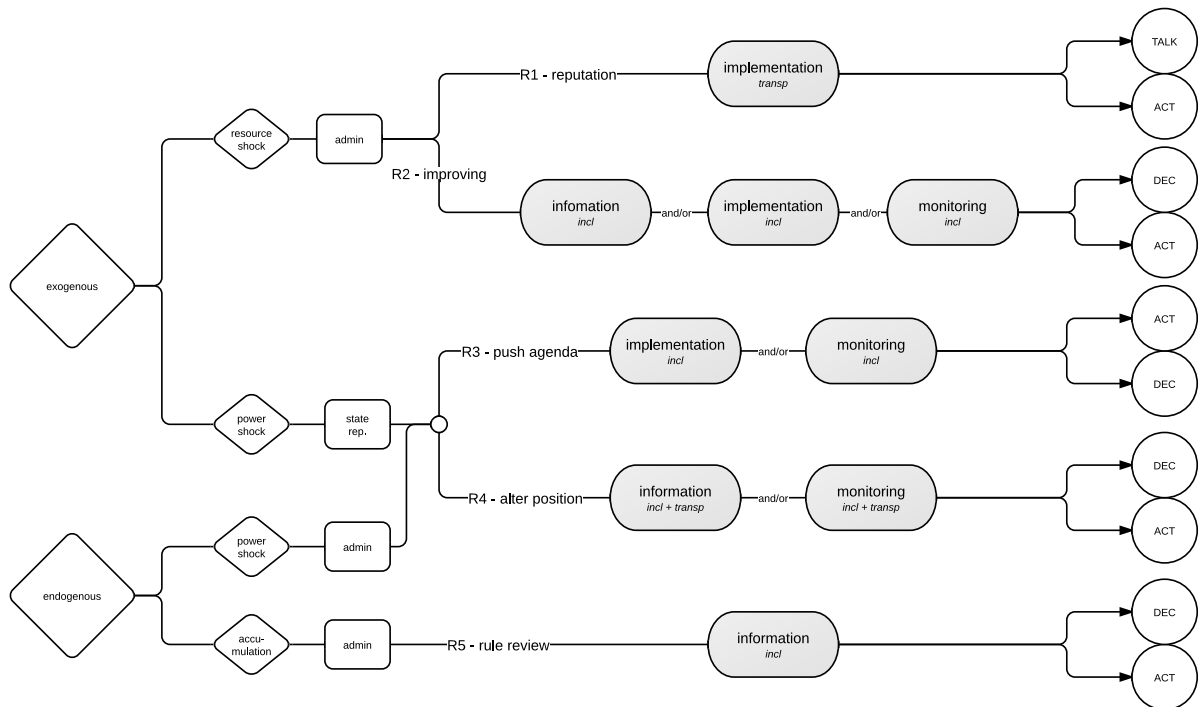 TALK
R1 - reputation
implementation
transp
ACT
resource
shock
admin
R2 - improving
DEC
infomation
incl
and/or
implementation
incl
and/or
monitoring
incl
ACT
exogenous
ACT
R3 - push agenda
implementation
incl
and/or
monitoring
incl
DEC
power
shock
state
rep.
DEC
R4 - alter position
information
incl + transp
and/or
monitoring
incl + transp
ACT
power
shock
admin
endogenous
DEC
accu-
mulation
admin
R5 - rule review
information
incl
ACT